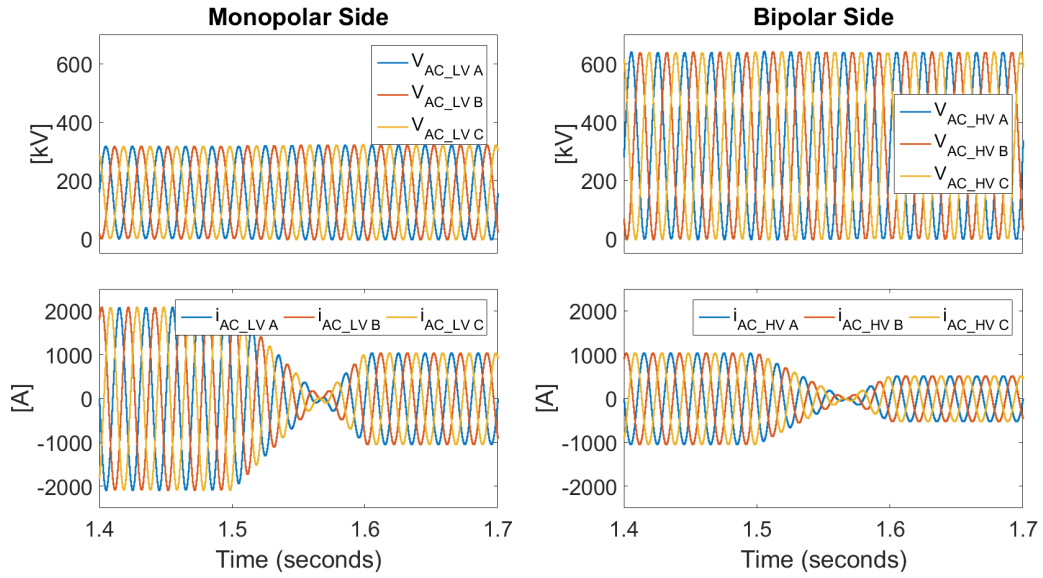 Monopolar Side
600
400
200
0
[kV]
V_AC_LV A
V_AC_LV B
V_AC_LV C
Bipolar Side
600
400
200
0
[kV]
V_AC_HV A
V_AC_HV B
V_AC_HV C
2000
1000
0
-1000
-2000
[A]
i_AC_LV A i_AC_LV B i_AC_LV C
1.4 1.5 1.6 1.7
Time (seconds)
2000
1000
0
-1000
-2000
[A]
i_AC_HV A i_AC_HV B i_AC_HV C
1.4 1.5 1.6 1.7
Time (seconds)